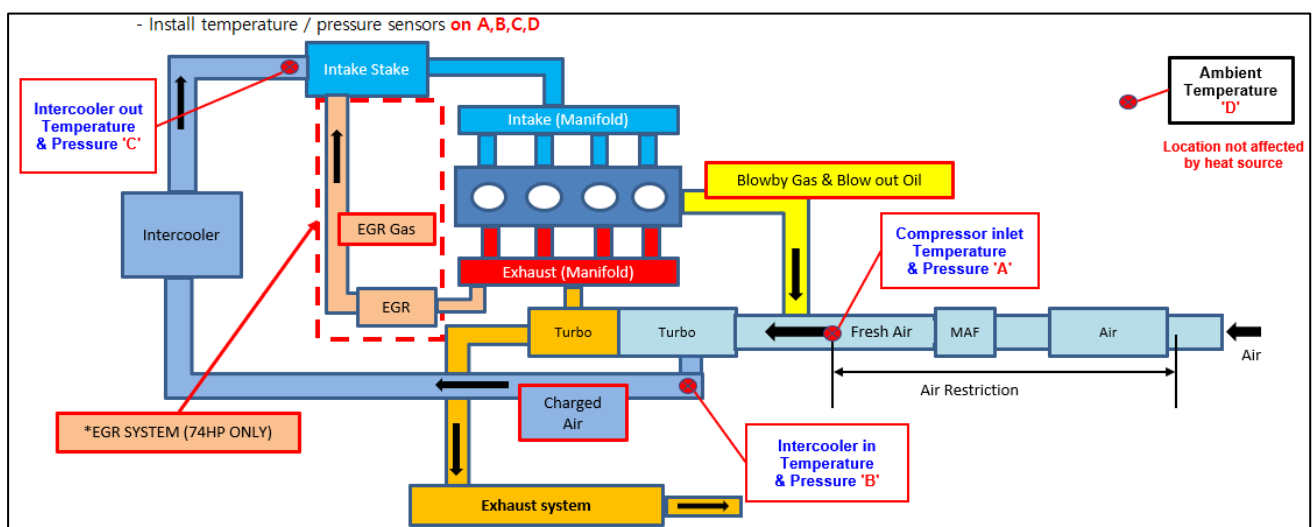 - Install temperature / pressure sensors on A,B,C,D
Intake Stake
Ambient
Temperature
'D'
Location not affected
by heat source
Intercooler out
Temperature
& Pressure 'C'
Intake (Manifold)
Blowby Gas & Blow out Oil
Intercooler
EGR Gas
Compressor inlet
Temperature
& Pressure 'A'
Exhaust (Manifold)
EGR
Turbo
Turbo
Fresh Air
MAF
Air
Air
Air Restriction
Charged
Air
*EGR SYSTEM (74HP ONLY)
Intercooler in
Temperature
& Pressure 'B'
Exhaust system